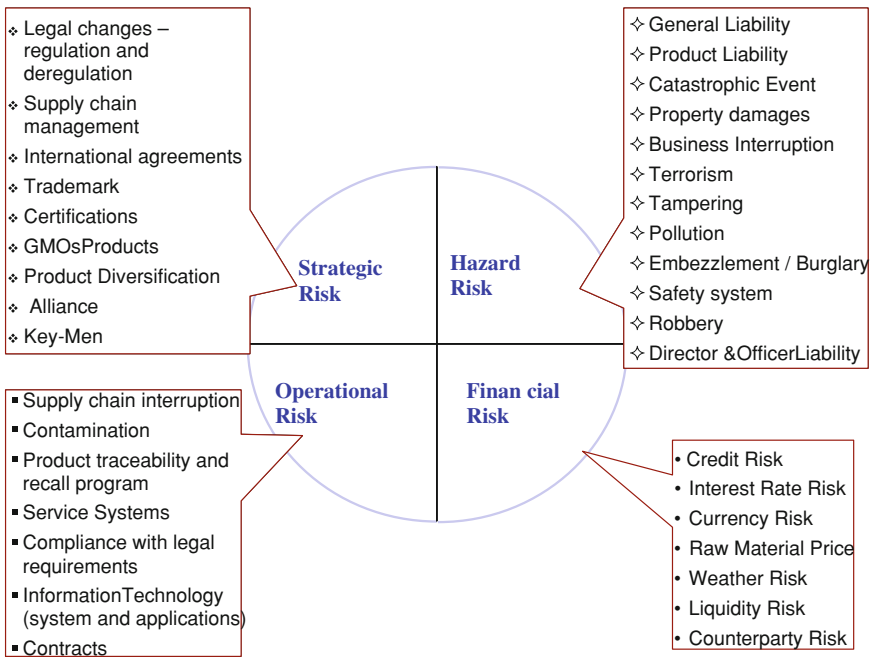 ❖ Legal changes –
regulation and
deregulation
❖ Supply chain
management
❖ International agreements
❖ Trademark
❖ Certifications
❖ GMOsProducts
❖ Product Diversification
❖ Alliance
❖ Key-Men
✧ General Liability
✧ Product Liability
✧ Catastrophic Event
✧ Property damages
✧ Business Interruption
✧ Terrorism
✧ Tampering
✧ Pollution
✧ Embezzlement / Burglary
✧ Safety system
✧ Robbery
✧ Director &OfficerLiability
Strategic
Risk
Hazard
Risk
Operational
Risk
Finan cial
Risk
▪ Supply chain interruption
▪ Contamination
▪ Product traceability and
recall program
▪ Service Systems
▪ Compliance with legal
requirements
▪ InformationTechnology
(system and applications)
▪ Contracts
• Credit Risk
• Interest Rate Risk
• Currency Risk
• Raw Material Price
• Weather Risk
• Liquidity Risk
• Counterparty Risk